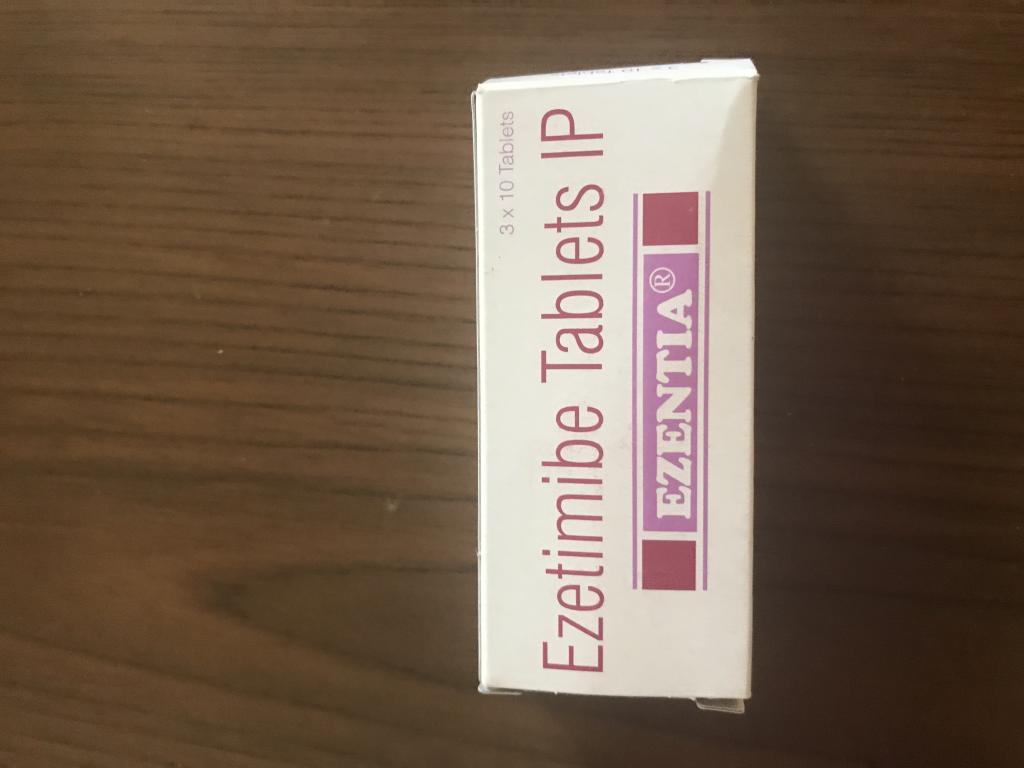 3 x 10 Tablets
Ezetimibe Tablets IP
EZENTIA®